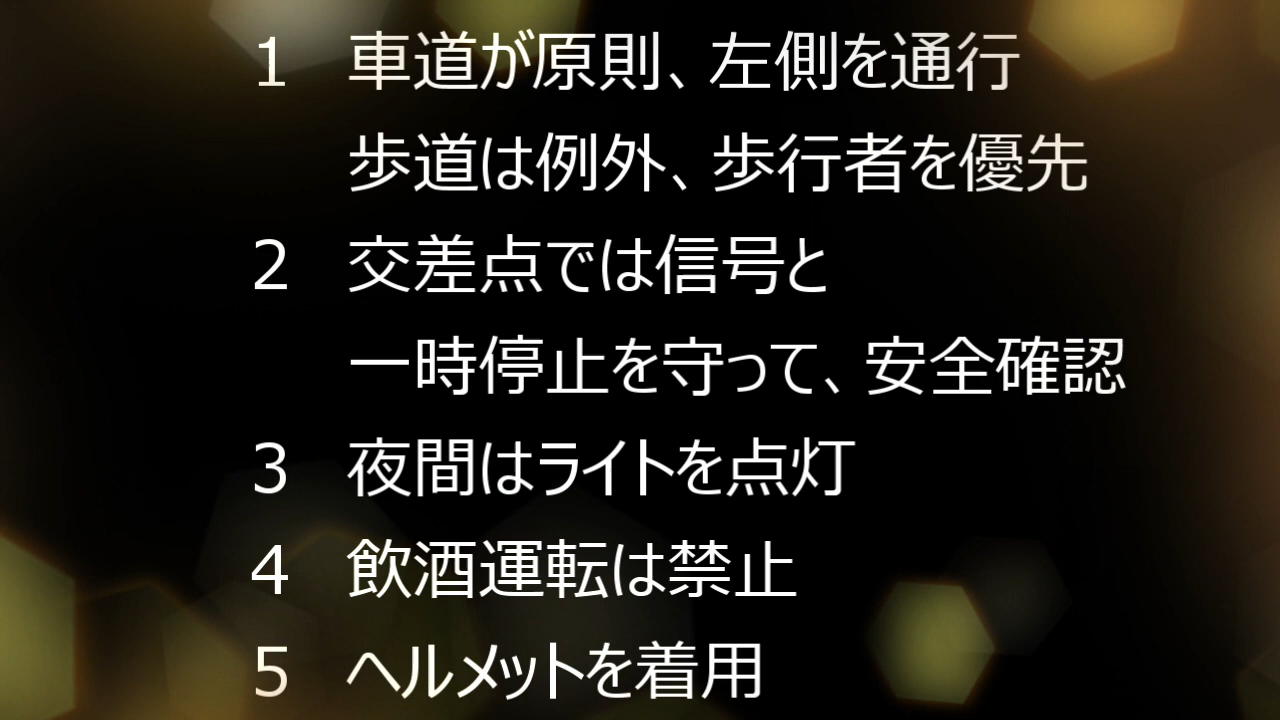 1 車道が原則、左側を通行
歩道は例外、歩行者を優先
2 交差点では信号と
一時停止を守って、安全確認
3 夜間はライトを点灯
4 飲酒運転は禁止
5 ヘルメットを着用